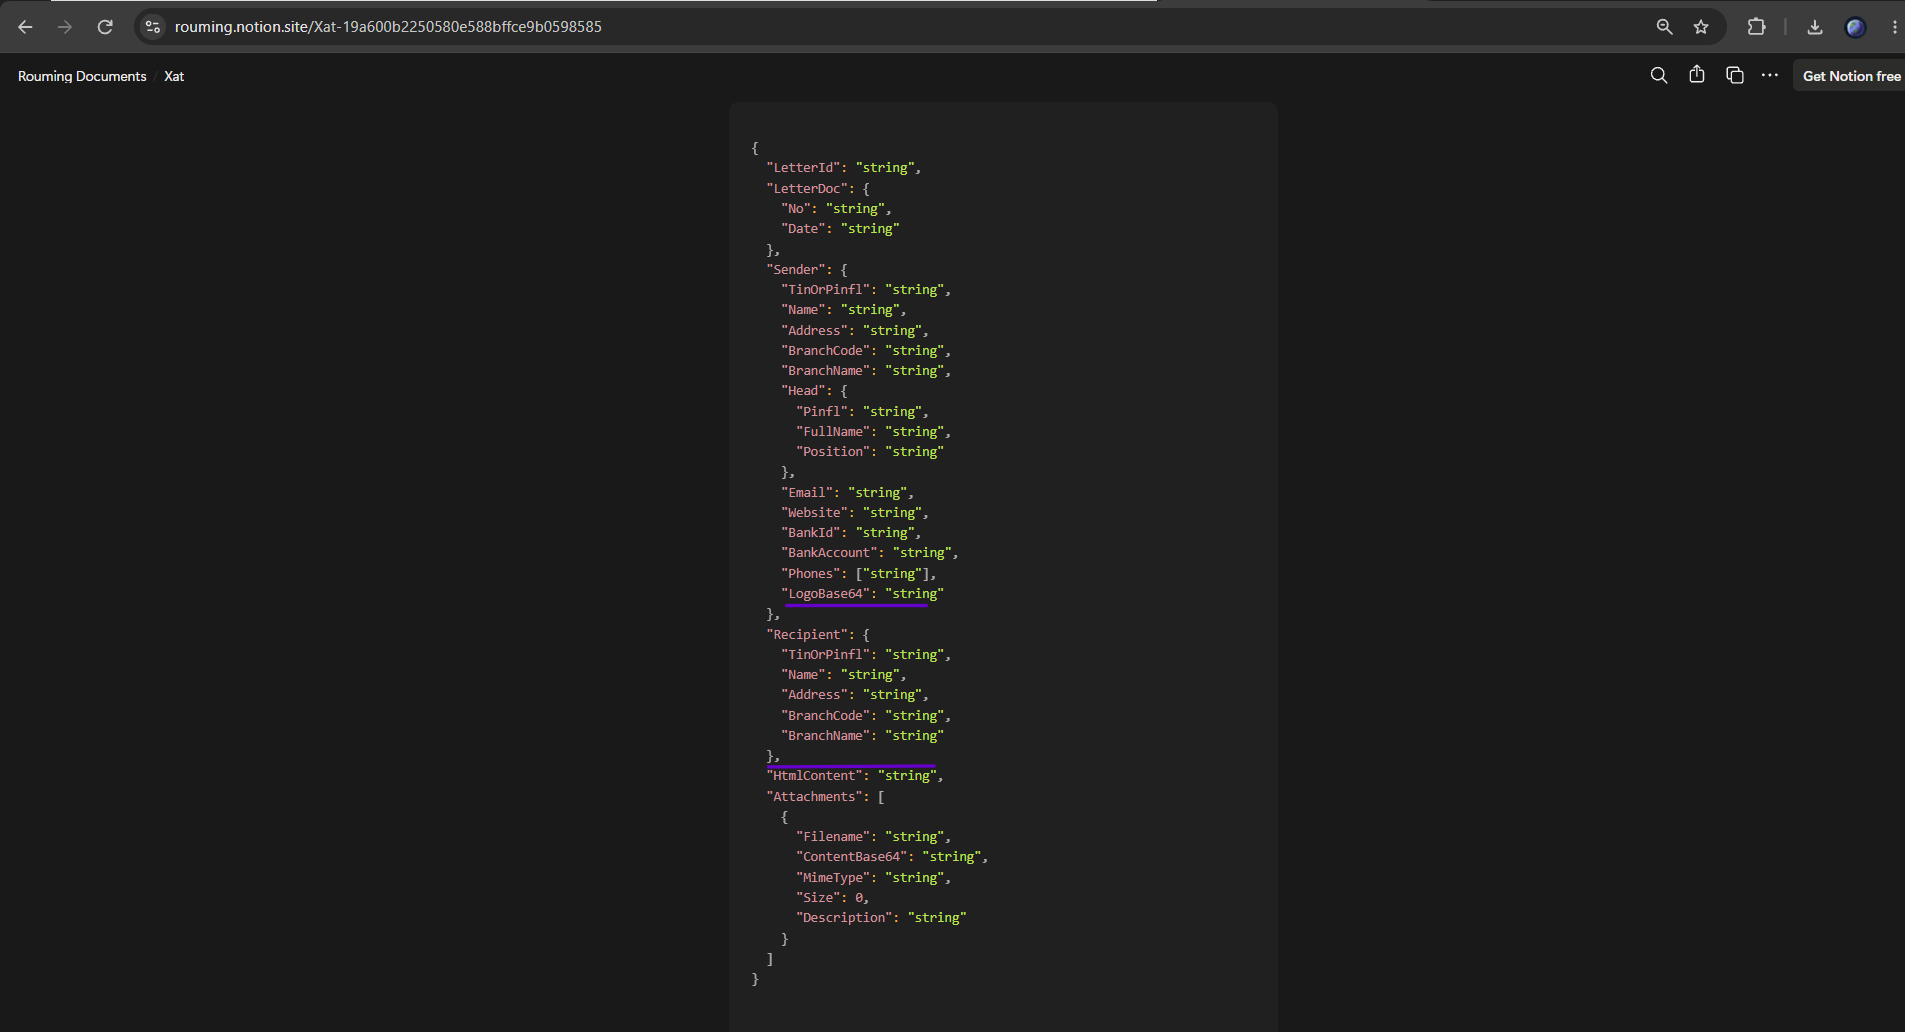 rouming.notion.site/Xat-19a600b2250580e588bffce9b0598585
Rouming Documents / Xat
Get Notion free
{
"LetterId": "string",
"LetterDoc": {
"No": "string",
"Date": "string"
},
"Sender": {
"TinOrPinfl": "string",
"Name": "string",
"Address": "string",
"BranchCode": "string",
"BranchName": "string",
"Head": {
"Pinfl": "string",
"FullName": "string",
"Position": "string"
},
"Email": "string",
"Website": "string",
"BankId": "string",
"BankAccount": "string",
"Phones": ["string"],
"LogoBase64": "string"
},
"Recipient": {
"TinOrPinfl": "string",
"Name": "string",
"Address": "string",
"BranchCode": "string",
"BranchName": "string"
},
"HtmlContent": "string",
"Attachments": [
{
"Filename": "string",
"ContentBase64": "string",
"MimeType": "string",
"Size": 0,
"Description": "string"
}
]
}